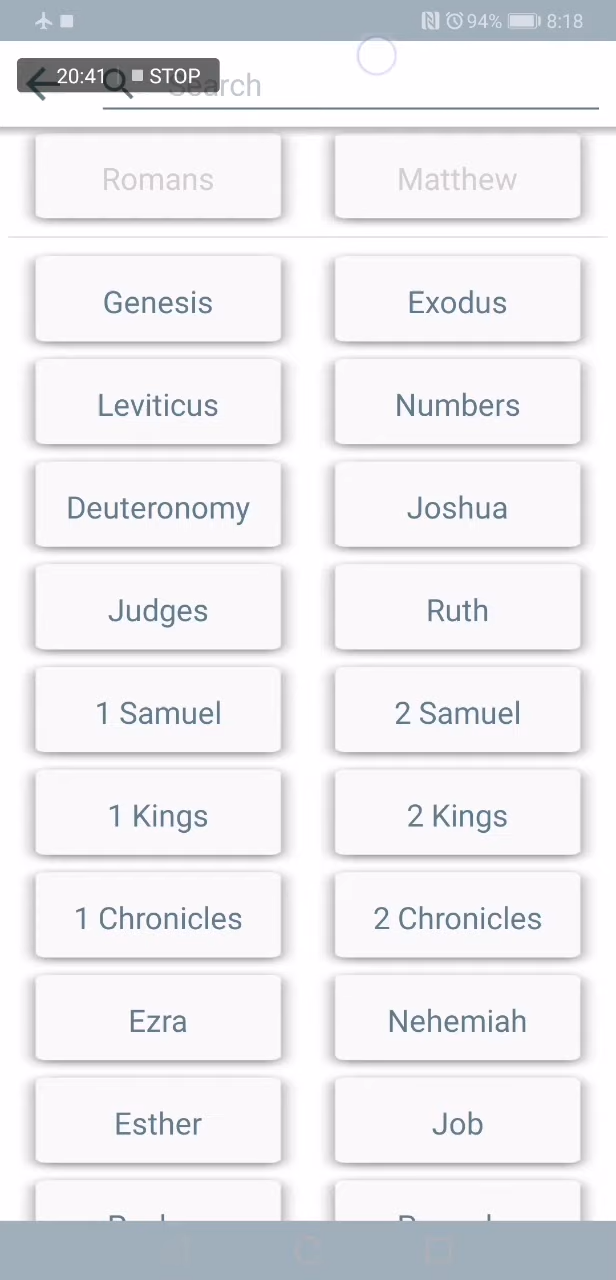 94% 8:18
20:41 STOP
Search
Romans Matthew
Genesis Exodus
Leviticus Numbers
Deuteronomy Joshua
Judges Ruth
1 Samuel 2 Samuel
1 Kings 2 Kings
1 Chronicles 2 Chronicles
Ezra Nehemiah
Esther Job